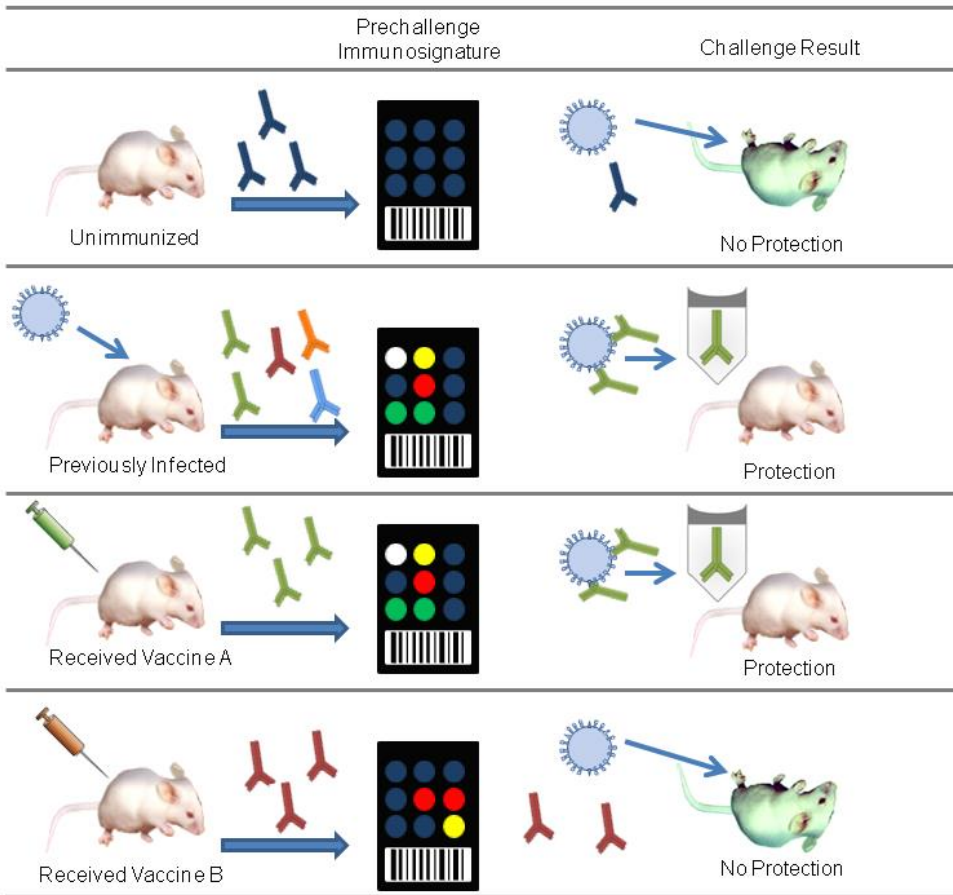 Prechallenge
Immunosignature
Challenge Result
Unimmunized
No Protection
Previously Infected
Protection
Received Vaccine A
Protection
Received Vaccine B
No Protection